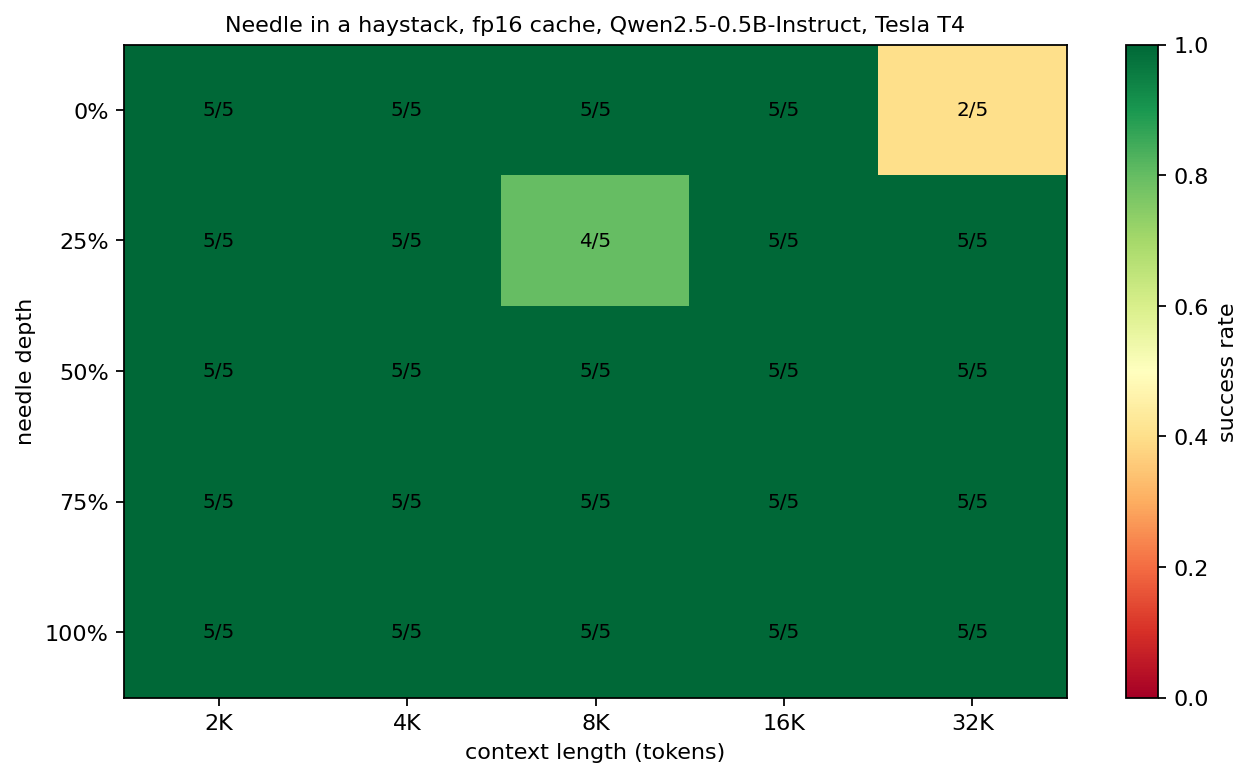 Needle in a haystack, fp16 cache, Qwen2.5-0.5B-Instruct, Tesla T4
0% 5/5 5/5 5/5 5/5 2/5
25% 5/5 5/5 4/5 5/5 5/5
50% 5/5 5/5 5/5 5/5 5/5
75% 5/5 5/5 5/5 5/5 5/5
100% 5/5 5/5 5/5 5/5 5/5
2K 4K 8K 16K 32K
context length (tokens)
needle depth
1.0
0.8
0.6
0.4
0.2
0.0
success rate